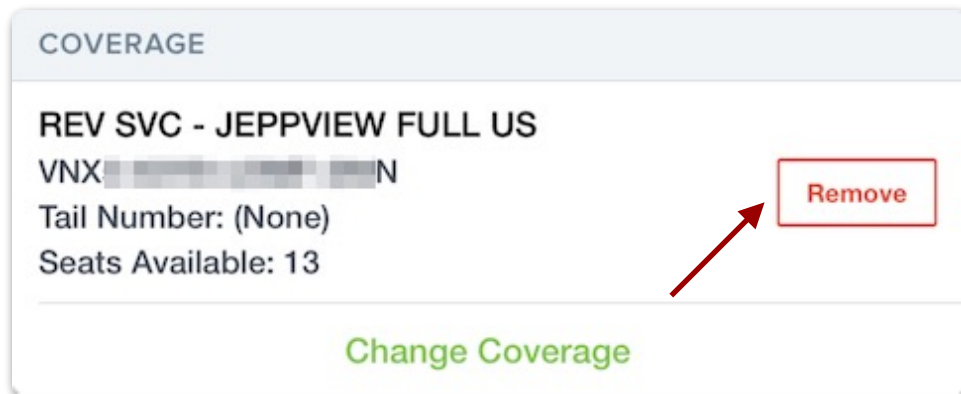 COVERAGE
REV SVC - JEPPVIEW FULL US
VNX N
Tail Number: (None)
Remove
Seats Available: 13
Change Coverage